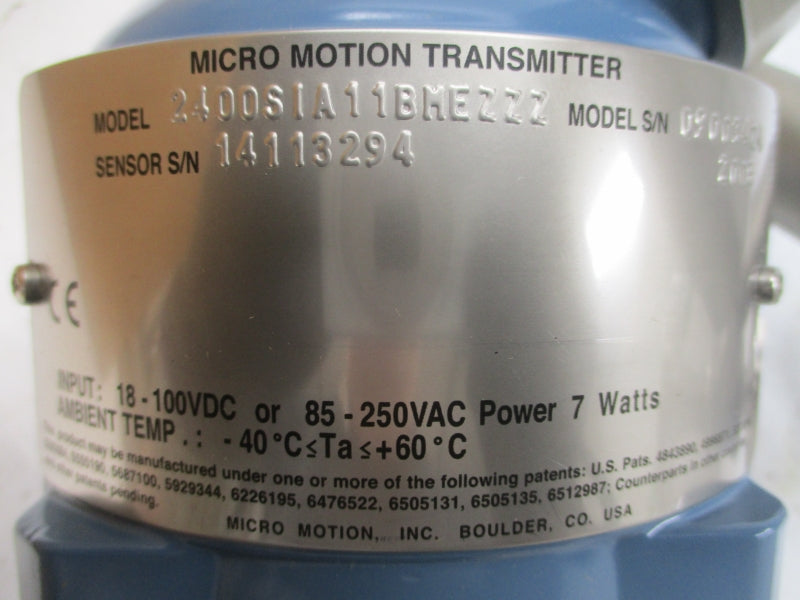 MICRO MOTION TRANSMITTER
MODEL 2400SIA11BMEZZZ MODEL S/N
SENSOR S/N 14113294
CE
INPUT: 18-100VDC or 85-250VAC Power 7 Watts
AMBIENT TEMP.: -40°C≤Ta≤+60°C
This product may be manufactured under one or more of the following patents: U.S. Pats. 4843890,
5687100, 5929344, 6226195, 6476522, 6505131, 6505135, 6512987; Counterparts in other
other patents pending.
MICRO MOTION, INC. BOULDER, CO. USA